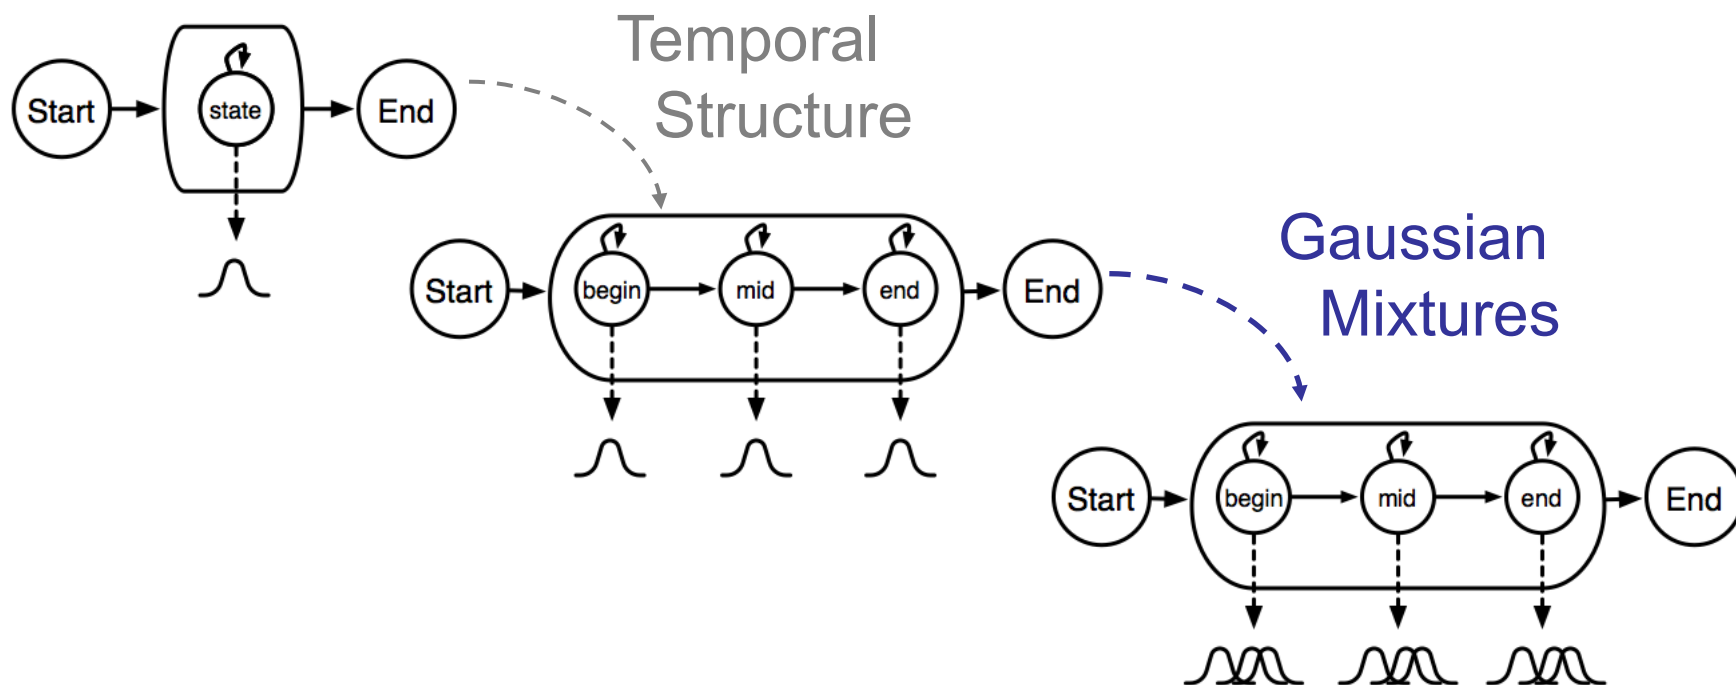 Temporal
Structure
Start
state
End
Gaussian
Mixtures
Start
begin
mid
end
End
Start
begin
mid
end
End